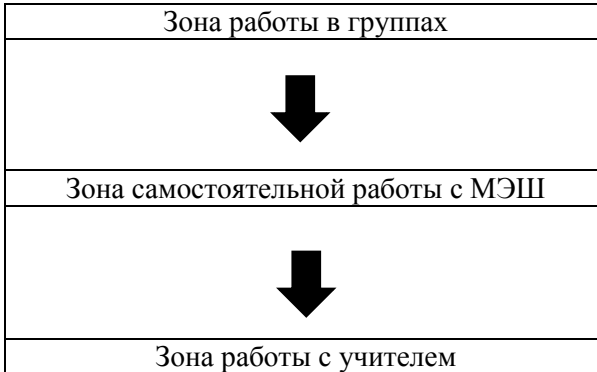 Зона работы в группах
Зона самостоятельной работы с МЭШ
Зона работы с учителем